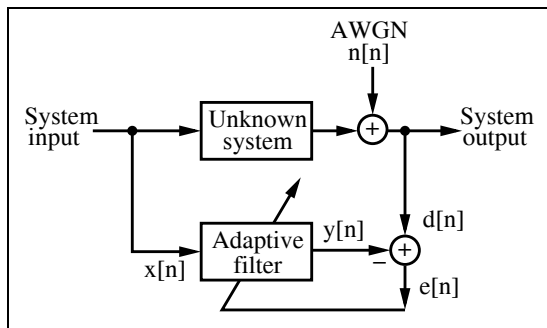 AWGN
n[n]
System
input
Unknown
system
+
System
output
Adaptive
filter
x[n]
y[n]
−
+
d[n]
e[n]